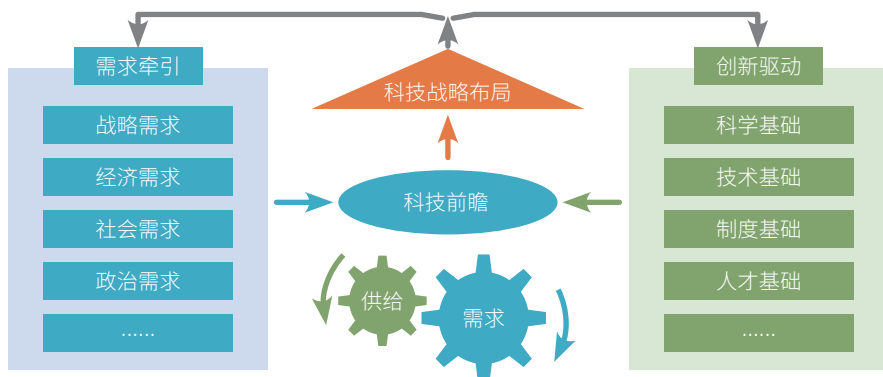 需求牵引
战略需求
经济需求
社会需求
政治需求
……
科技战略布局
科技前瞻
供给
需求
创新驱动
科学基础
技术基础
制度基础
人才基础
……